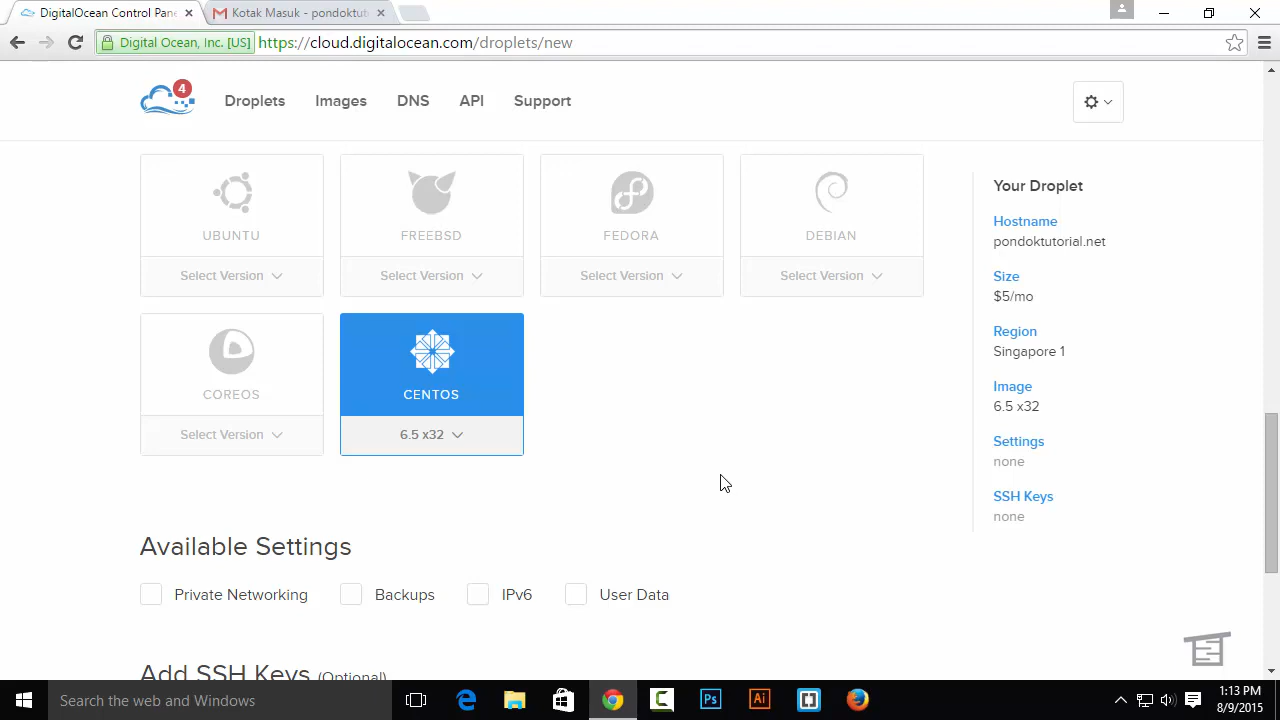 DigitalOcean Control Pane
Kotak Masuk - pondoktuto
Digital Ocean, Inc. [US]
https://cloud.digitalocean.com/droplets/new
4
Droplets
Images
DNS
API
Support
UBUNTU
FREEBSD
FEDORA
DEBIAN
Select Version
Select Version
Select Version
Select Version
COREOS
CENTOS
Select Version
6.5 x32
Your Droplet
Hostname
pondoktutorial.net
Size
$5/mo
Region
Singapore 1
Image
6.5 x32
Settings
none
SSH Keys
none
Available Settings
Private Networking
Backups
IPv6
User Data
Add SSH Keys (Optional)
Search the web and Windows
Ps
Ai
1:13 PM
8/9/2015